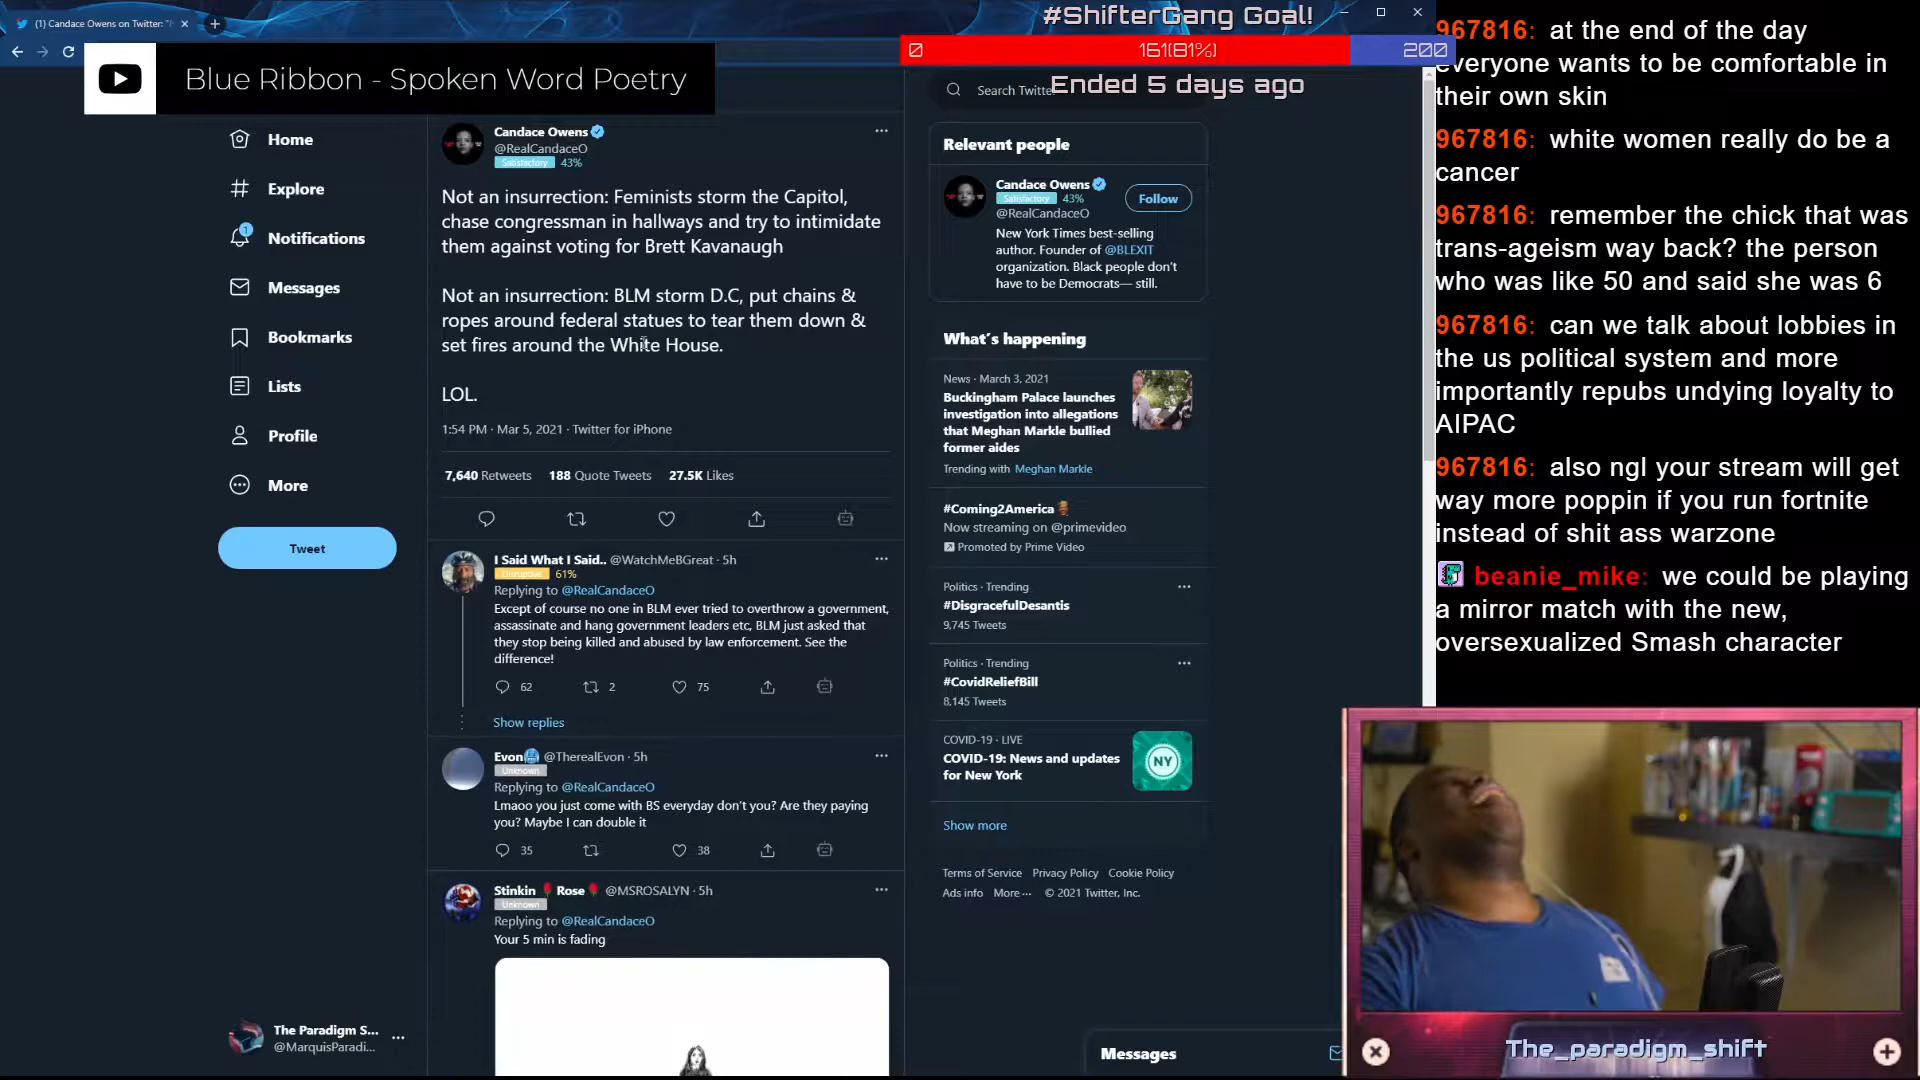 (1) Candace Owens on Twitter: "
Blue Ribbon - Spoken Word Poetry
#ShifterGang Goal!
0
161(81%)
200
Ended 5 days ago
Search Twitte
Home
Explore
1
Notifications
Messages
Bookmarks
Lists
Profile
More
Tweet
The Paradigm S...
@MarquisParadi...
Candace Owens
@RealCandaceO
Satisfactory 43%
Not an insurrection: Feminists storm the Capitol,
chase congressman in hallways and try to intimidate
them against voting for Brett Kavanaugh
Not an insurrection: BLM storm D.C, put chains &
ropes around federal statues to tear them down &
set fires around the White House.
LOL.
1:54 PM · Mar 5, 2021 · Twitter for iPhone
7,640 Retweets 188 Quote Tweets 27.5K Likes
I Said What I Said.. @WatchMeBGreat · 5h
Disruptive 61%
Replying to @RealCandaceO
Except of course no one in BLM ever tried to overthrow a government,
assassinate and hang government leaders etc, BLM just asked that
they stop being killed and abused by law enforcement. See the
difference!
62 2 75
Show replies
Evon @TherealEvon · 5h
Unknown
Replying to @RealCandaceO
Lmaoo you just come with BS everyday don't you? Are they paying
you? Maybe I can double it
35 38
Stinkin Rose @MSROSALYN · 5h
Unknown
Replying to @RealCandaceO
Your 5 min is fading
Relevant people
Candace Owens
Satisfactory 43%
@RealCandaceO
Follow
New York Times best-selling
author. Founder of @BLEXIT
organization. Black people don't
have to be Democrats— still.
What's happening
News · March 3, 2021
Buckingham Palace launches
investigation into allegations
that Meghan Markle bullied
former aides
Trending with Meghan Markle
#Coming2America
Now streaming on @primevideo
Promoted by Prime Video
Politics · Trending
#DisgracefulDesantis
9,745 Tweets
Politics · Trending
#CovidReliefBill
8,145 Tweets
COVID-19 · LIVE
COVID-19: News and updates
for New York
NY
Show more
Terms of Service Privacy Policy Cookie Policy
Ads info More ··· © 2021 Twitter, Inc.
Messages
967816: at the end of the day
everyone wants to be comfortable in
their own skin
967816: white women really do be a
cancer
967816: remember the chick that was
trans-ageism way back? the person
who was like 50 and said she was 6
967816: can we talk about lobbies in
the us political system and more
importantly repubs undying loyalty to
AIPAC
967816: also ngl your stream will get
way more poppin if you run fortnite
instead of shit ass warzone
beanie_mike: we could be playing
a mirror match with the new,
oversexualized Smash character
The_paradigm_shift